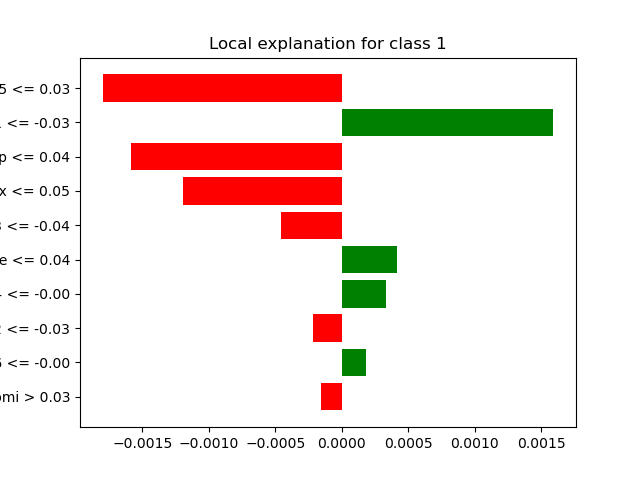 Local explanation for class 1
5 <= 0.03
<= -0.03
p <= 0.04
x <= 0.05
<= -0.04
e <= 0.04
<= -0.00
<= -0.03
<= -0.00
omi > 0.03
−0.0015 −0.0010 −0.0005 0.0000 0.0005 0.0010 0.0015